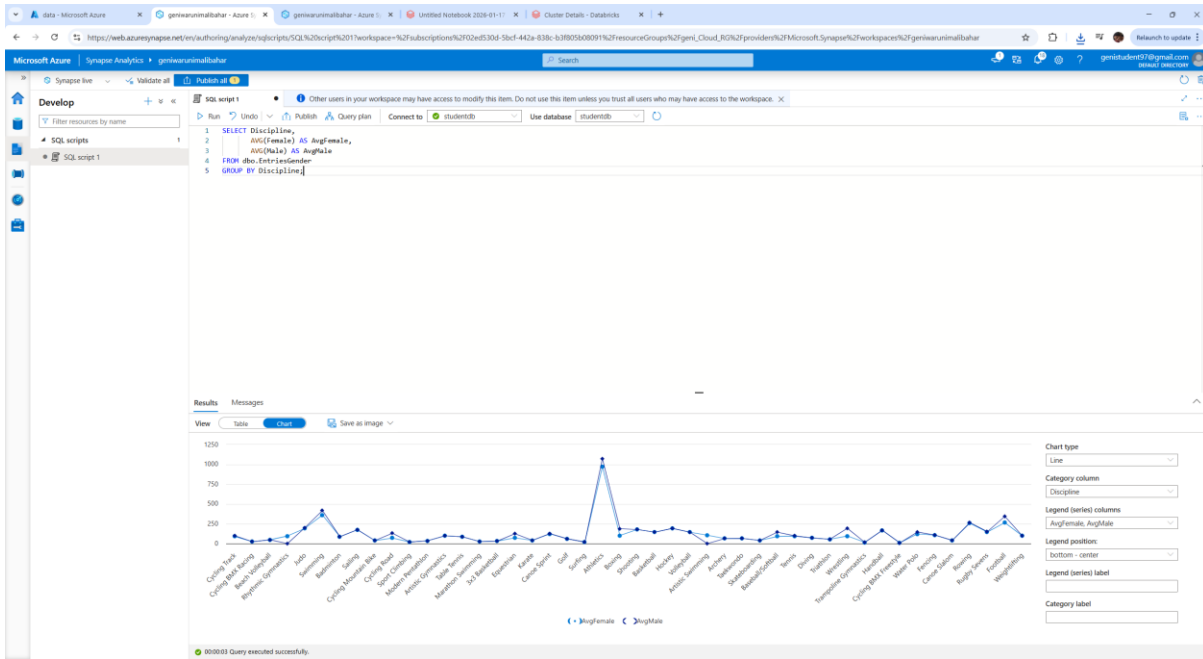 data - Microsoft Azure
geniwarunimalibahar - Azure Sy
geniwarunimalibahar - Azure Sy
Untitled Notebook 2026-01-17
Cluster Details - Databricks
Relaunch to update
Microsoft Azure | Synapse Analytics › geniwarunimalibahar
Search
genistudent97@gmail.com
DEFAULT DIRECTORY
Synapse live
Validate all
Publish all
Develop
Filter resources by name
SQL scripts 1
SQL script 1
SQL script 1
Other users in your workspace may have access to modify this item. Do not use this item unless you trust all users who may have access to the workspace.
Run Undo Publish Query plan Connect to studentdb Use database studentdb
1 SELECT Discipline,
2 AVG(Female) AS AvgFemale,
3 AVG(Male) AS AvgMale
4 FROM dbo.EntriesGender
5 GROUP BY Discipline;
Results Messages
View Table Chart Save as image
1250
1000
750
500
250
0
Cycling Track
Cycling BMX Racing
Beach Volleyball
Rhythmic Gymnastics
Judo
Swimming
Badminton
Sailing
Cycling Mountain Bike
Cycling Road
Sport Climbing
Modern Pentathlon
Artistic Gymnastics
Table Tennis
Marathon Swimming
3x3 Basketball
Equestrian
Karate
Canoe Sprint
Golf
Surfing
Athletics
Boxing
Shooting
Basketball
Hockey
Volleyball
Artistic Swimming
Archery
Taekwondo
Skateboarding
Baseball/Softball
Tennis
Diving
Triathlon
Wrestling
Trampoline Gymnastics
Handball
Cycling BMX Freestyle
Water Polo
Fencing
Canoe Slalom
Rowing
Rugby Sevens
Football
Weightlifting
AvgFemale AvgMale
Chart type
Line
Category column
Discipline
Legend (series) columns
AvgFemale, AvgMale
Legend position:
bottom - center
Legend (series) label
Category label
00:00:03 Query executed successfully.